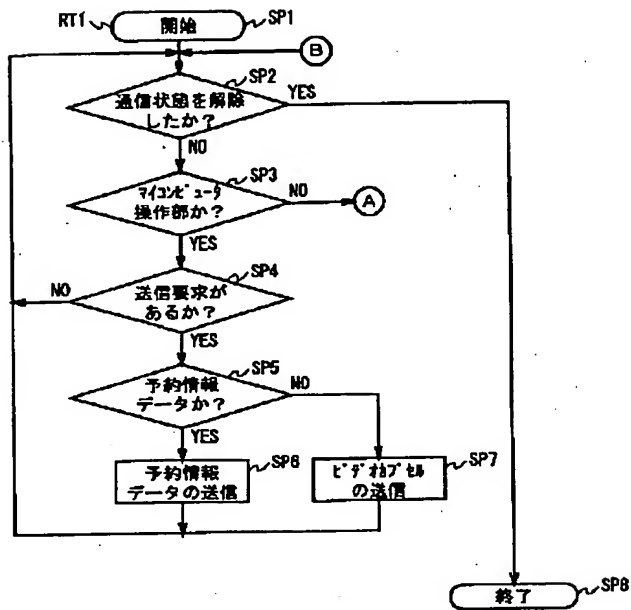 RT1
開始
SP1
B
SP2
通信状態を解除
したか?
YES
NO
SP3
マイコンピュータ
操作部か?
NO
A
YES
SP4
NO
送信要求が
あるか?
YES
SP5
予約情報
データか?
NO
YES
SP6
予約情報
データの送信
SP7
ビデオカプセル
の送信
終了
SP8